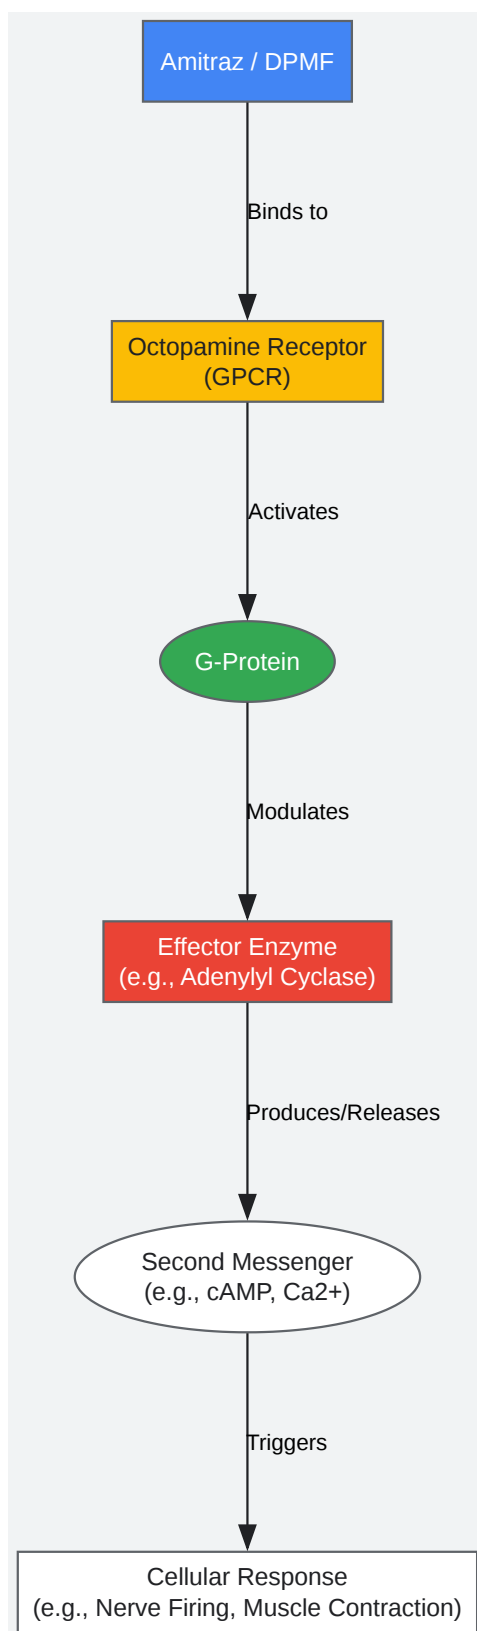 Amitraz / DPMF
Binds to
Octopamine Receptor
(GPCR)
Activates
G-Protein
Modulates
Effector Enzyme
(e.g., Adenylyl Cyclase)
Produces/Releases
Second Messenger
(e.g., cAMP, Ca2+)
Triggers
Cellular Response
(e.g., Nerve Firing, Muscle Contraction)